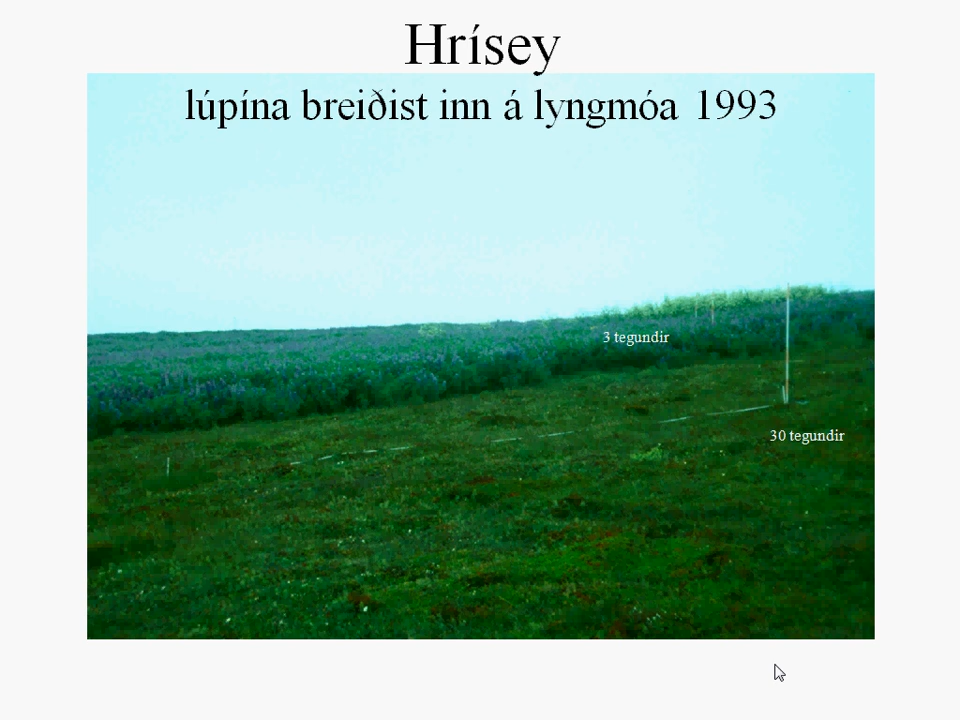 Hrísey
lúpína breiðist inn á lyngmóa 1993
3 tegundir
30 tegundir